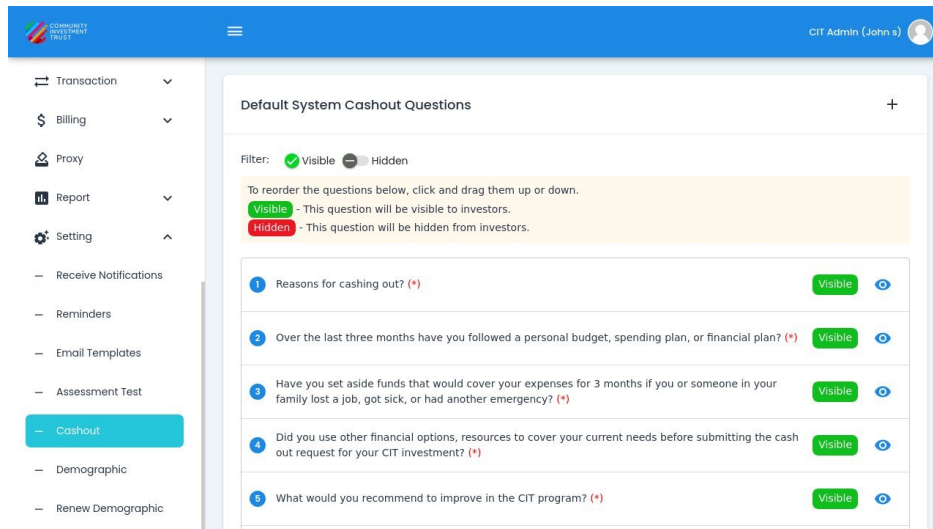 COMMUNITY
INVESTMENT
TRUST
CIT Admin (John s)
Transaction
Billing
Proxy
Report
Setting
Receive Notifications
Reminders
Email Templates
Assessment Test
Cashout
Demographic
Renew Demographic
Default System Cashout Questions
Filter: Visible Hidden
To reorder the questions below, click and drag them up or down.
Visible - This question will be visible to investors.
Hidden - This question will be hidden from investors.
1 Reasons for cashing out? (*) Visible
2 Over the last three months have you followed a personal budget, spending plan, or financial plan? (*) Visible
3 Have you set aside funds that would cover your expenses for 3 months if you or someone in your
family lost a job, got sick, or had another emergency? (*) Visible
4 Did you use other financial options, resources to cover your current needs before submitting the cash
out request for your CIT investment? (*) Visible
5 What would you recommend to improve in the CIT program? (*) Visible